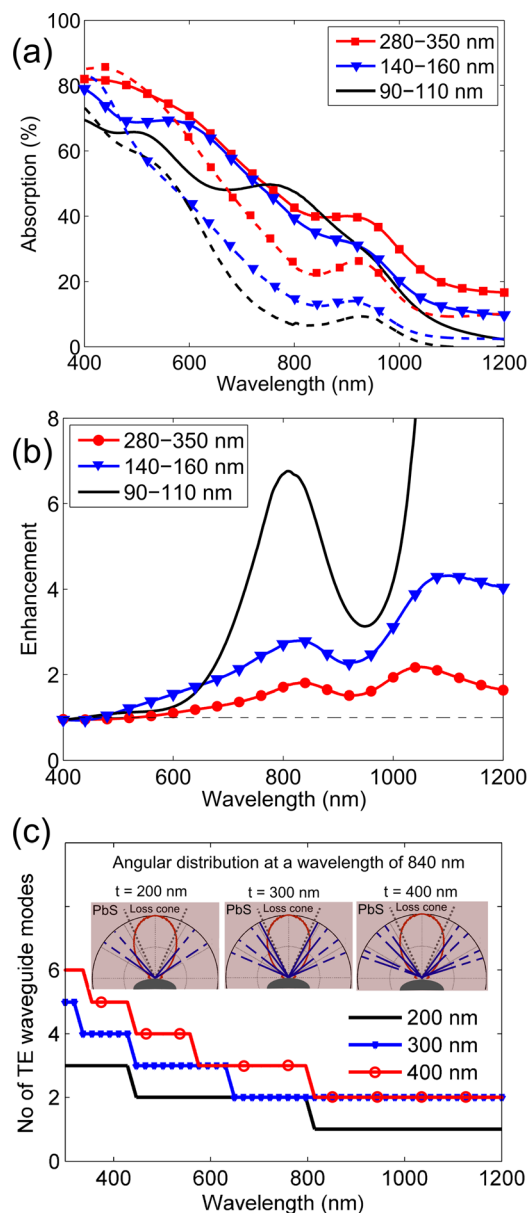 (a)
100
80
60
40
20
0
Absorption (%)
280−350 nm
140−160 nm
90−110 nm
400 600 800 1000 1200
Wavelength (nm)
(b)
8
6
4
2
0
Enhancement
280−350 nm
140−160 nm
90−110 nm
400 600 800 1000 1200
Wavelength (nm)
(c)
Angular distribution at a wavelength of 840 nm
t = 200 nm t = 300 nm t = 400 nm
PbS Loss cone PbS Loss cone PbS Loss cone
6
4
2
0
No of TE waveguide modes
200 nm
300 nm
400 nm
400 600 800 1000 1200
Wavelength (nm)